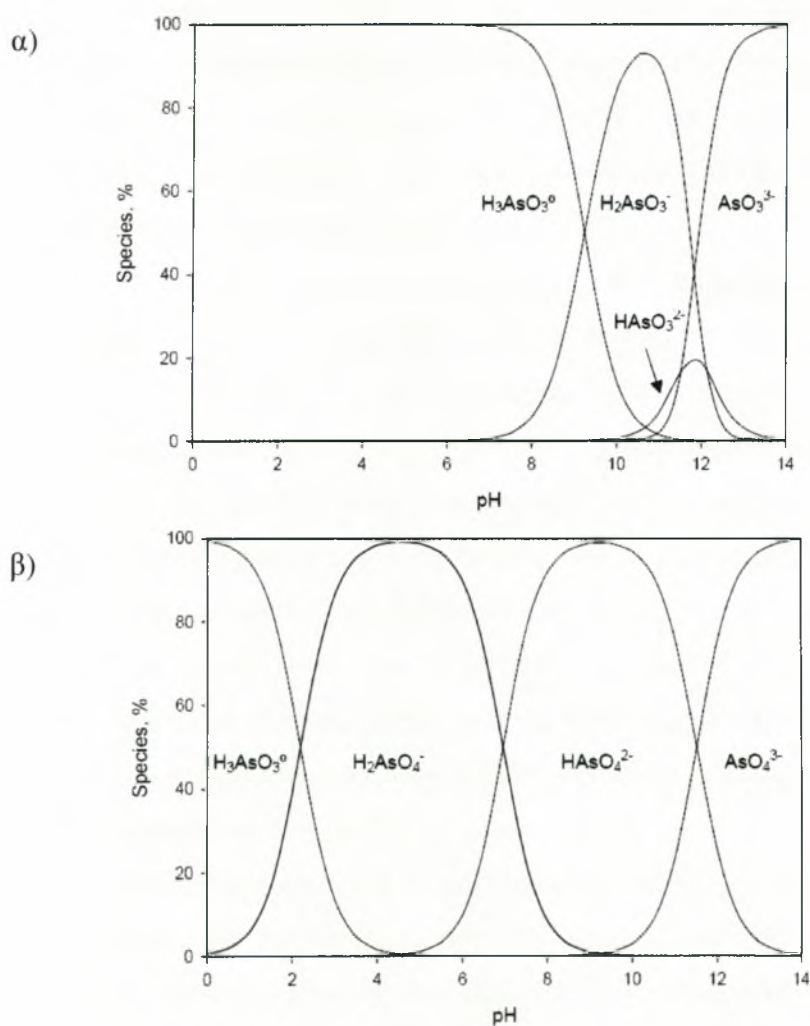 α)
100
80
60
40
20
0
Species, %
H₃AsO₃⁰
H₂AsO₃⁻
AsO₃³⁻
HAsO₃²⁻
0 2 4 6 8 10 12 14
pH
β)
100
80
60
40
20
0
Species, %
H₃AsO₃⁰
H₂AsO₄⁻
HAsO₄²⁻
AsO₄³⁻
0 2 4 6 8 10 12 14
pH